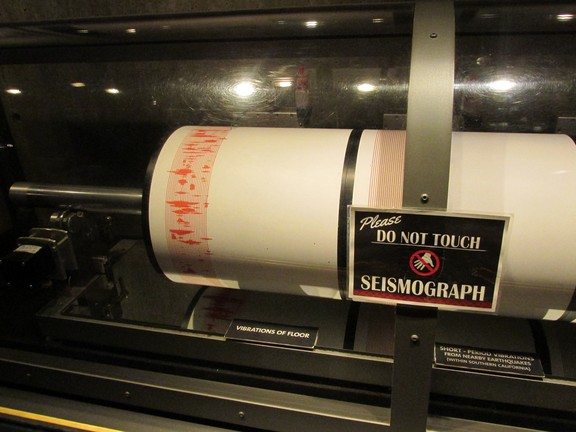 Please
DO NOT TOUCH
SEISMOGRAPH
VIBRATIONS OF FLOOR
SHORT - PERIOD VIBRATIONS
FROM NEARBY EARTHQUAKES
(WITHIN SOUTHERN CALIFORNIA)